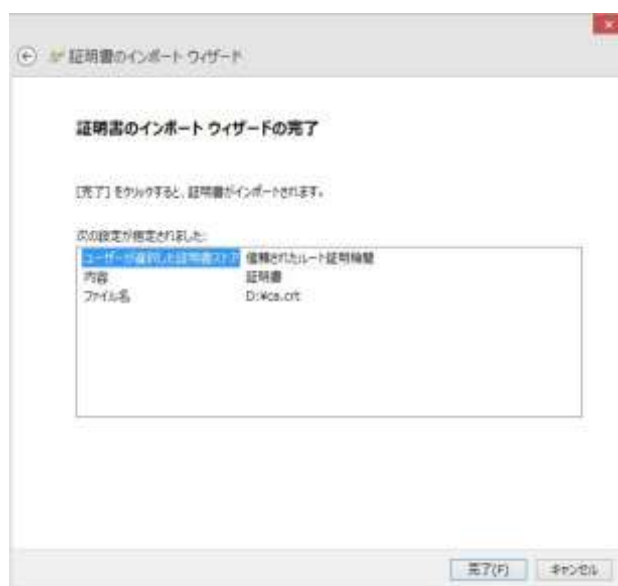 証明書のインポート ウィザード
証明書のインポート ウィザードの完了
[完了] をクリックすると、証明書がインポートされます。
次の設定が指定されました:
ユーザーが選択した証明書ストア 信頼されたルート証明機関
内容 証明書
ファイル名 D:¥ca.crt
完了(F) キャンセル